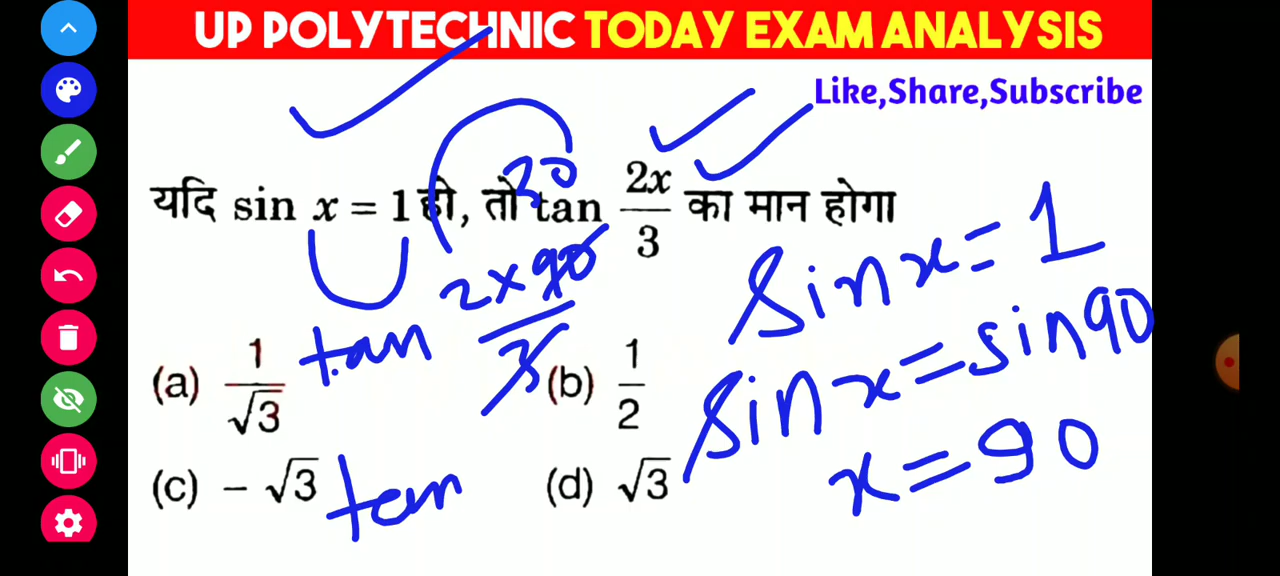 UP POLYTECHNIC TODAY EXAM ANALYSIS
Like,Share,Subscribe
यदि sin x = 1 हो, तो tan 2x/3 का मान होगा
30
2 × 90
tan
3
sin x = 1
sin x = sin 90
x = 90
(a) 1/√3
(b) 1/2
(c) – √3
tan
(d) √3